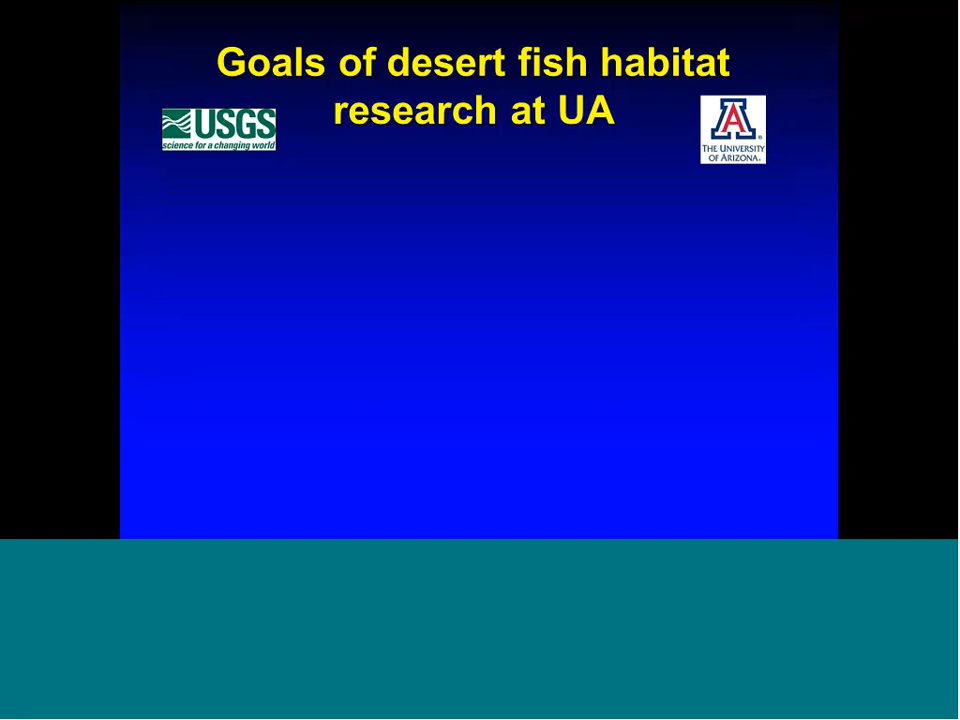 Goals of desert fish habitat
research at UA
USGS
science for a changing world
A
THE UNIVERSITY
OF ARIZONA®